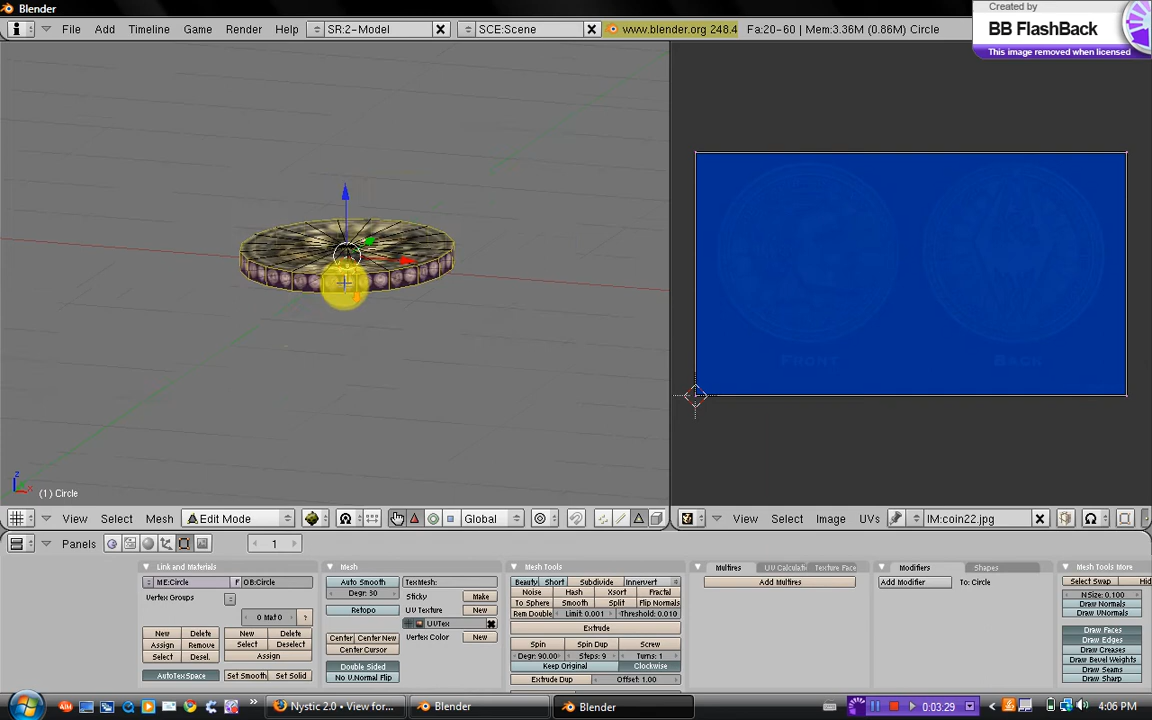 Blender
Created by
BB FlashBack
This image removed when licensed
File Add Timeline Game Render Help SR:2-Model SCE:Scene www.blender.org 248.4 Fa:20-60 | Mem:3.36M (0.86M) Circle
Front Back
z
(1) Circle
View Select Mesh Edit Mode Global View Select Image UVs IM:coin22.jpg
Panels 1
Link and Materials Mesh Mesh Tools Multires UV Calculati Texture Face Modifiers Shapes Mesh Tools More
ME:Circle F OB:Circle Auto Smooth TexMesh: Beauty Short Subdivide Innervert Add Multires Add Modifier To: Circle Select Swap Hid
Vertex Groups Degr: 30 Sticky Make Noise Hash Xsort Fractal NSize: 0.100
To Sphere Smooth Split Flip Normals Draw Normals
Retopo UV Texture New Rem Double Limit: 0.001 Threshold: 0.010 Draw VNormals
0 Mat 0 ? UVTex Extrude
New Delete New Delete Center Center New Vertex Color New Spin Spin Dup Screw Draw Faces
Assign Remove Select Deselect Center Cursor Degr: 90.00 Steps: 9 Turns: 1 Draw Edges
Select Desel. Assign Double Sided Keep Original Clockwise Draw Creases
Draw Bevel Weights
AutoTexSpace Set Smooth Set Solid No V.Normal Flip Extrude Dup Offset: 1.00 Draw Seams
Draw Sharp
Nystic 2.0 • View for... Blender Blender 0:03:29 4:06 PM